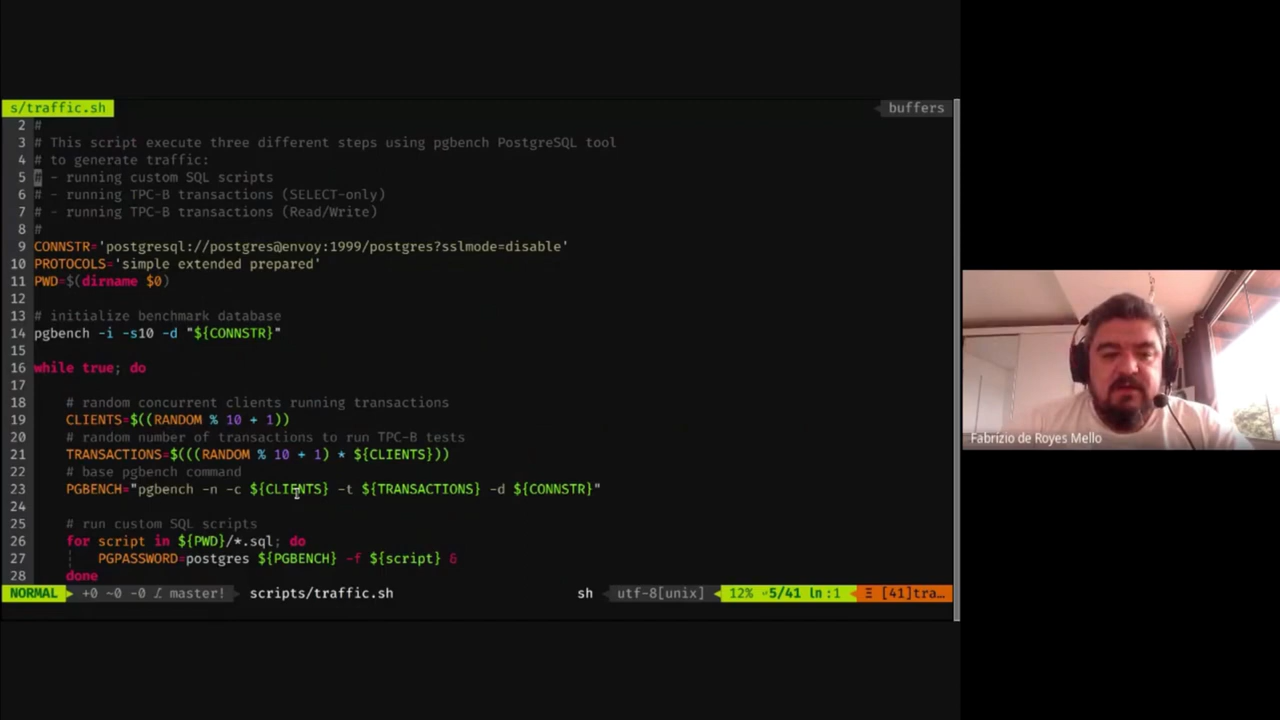 s/traffic.sh
buffers
2 #
3 # This script execute three different steps using pgbench PostgreSQL tool
4 # to generate traffic:
5 # - running custom SQL scripts
6 # - running TPC-B transactions (SELECT-only)
7 # - running TPC-B transactions (Read/Write)
8 #
9 CONNSTR='postgresql://postgres@envoy:1999/postgres?sslmode=disable'
10 PROTOCOLS='simple extended prepared'
11 PWD=$(dirname $0)
12
13 # initialize benchmark database
14 pgbench -i -s10 -d "${CONNSTR}"
15
16 while true; do
17
18 # random concurrent clients running transactions
19 CLIENTS=$((RANDOM % 10 + 1))
20 # random number of transactions to run TPC-B tests
21 TRANSACTIONS=$(((RANDOM % 10 + 1) * ${CLIENTS}))
22 # base pgbench command
23 PGBENCH="pgbench -n -c ${CLIENTS} -t ${TRANSACTIONS} -d ${CONNSTR}"
24
25 # run custom SQL scripts
26 for script in ${PWD}/*.sql; do
27 PGPASSWORD=postgres ${PGBENCH} -f ${script} &
28 done
NORMAL +0 ~0 -0 master! scripts/traffic.sh sh utf-8[unix] 12% 5/41 ln:1 Ξ [41]tra…
Fabrizio de Royes Mello